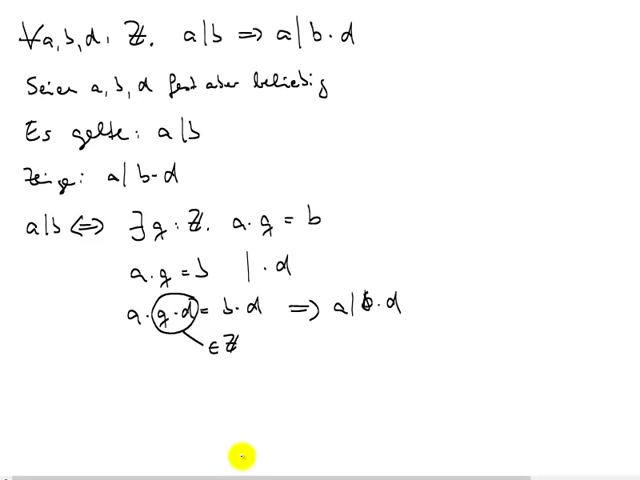 ∀a,b,d: ℤ. a|b ⟹ a|b·d
Seien a, b, d fest aber beliebig
Es gelte: a|b
Zeige: a|b·d
a|b ⟺ ∃q: ℤ. a·q = b
a·q = b |·d
a·q·d = b·d ⟹ a|b·d
∈ℤ